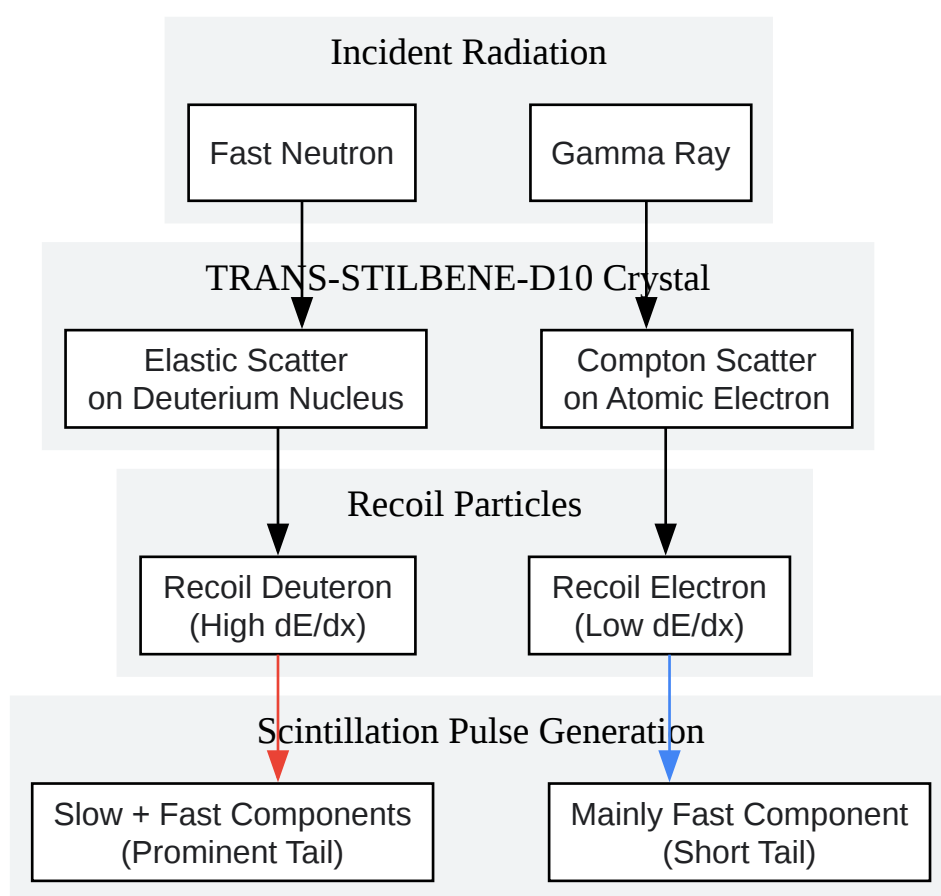 Incident Radiation
Fast Neutron
Gamma Ray
TRANS-STILBENE-D10 Crystal
Elastic Scatter
on Deuterium Nucleus
Compton Scatter
on Atomic Electron
Recoil Particles
Recoil Deuteron
(High dE/dx)
Recoil Electron
(Low dE/dx)
Scintillation Pulse Generation
Slow + Fast Components
(Prominent Tail)
Mainly Fast Component
(Short Tail)